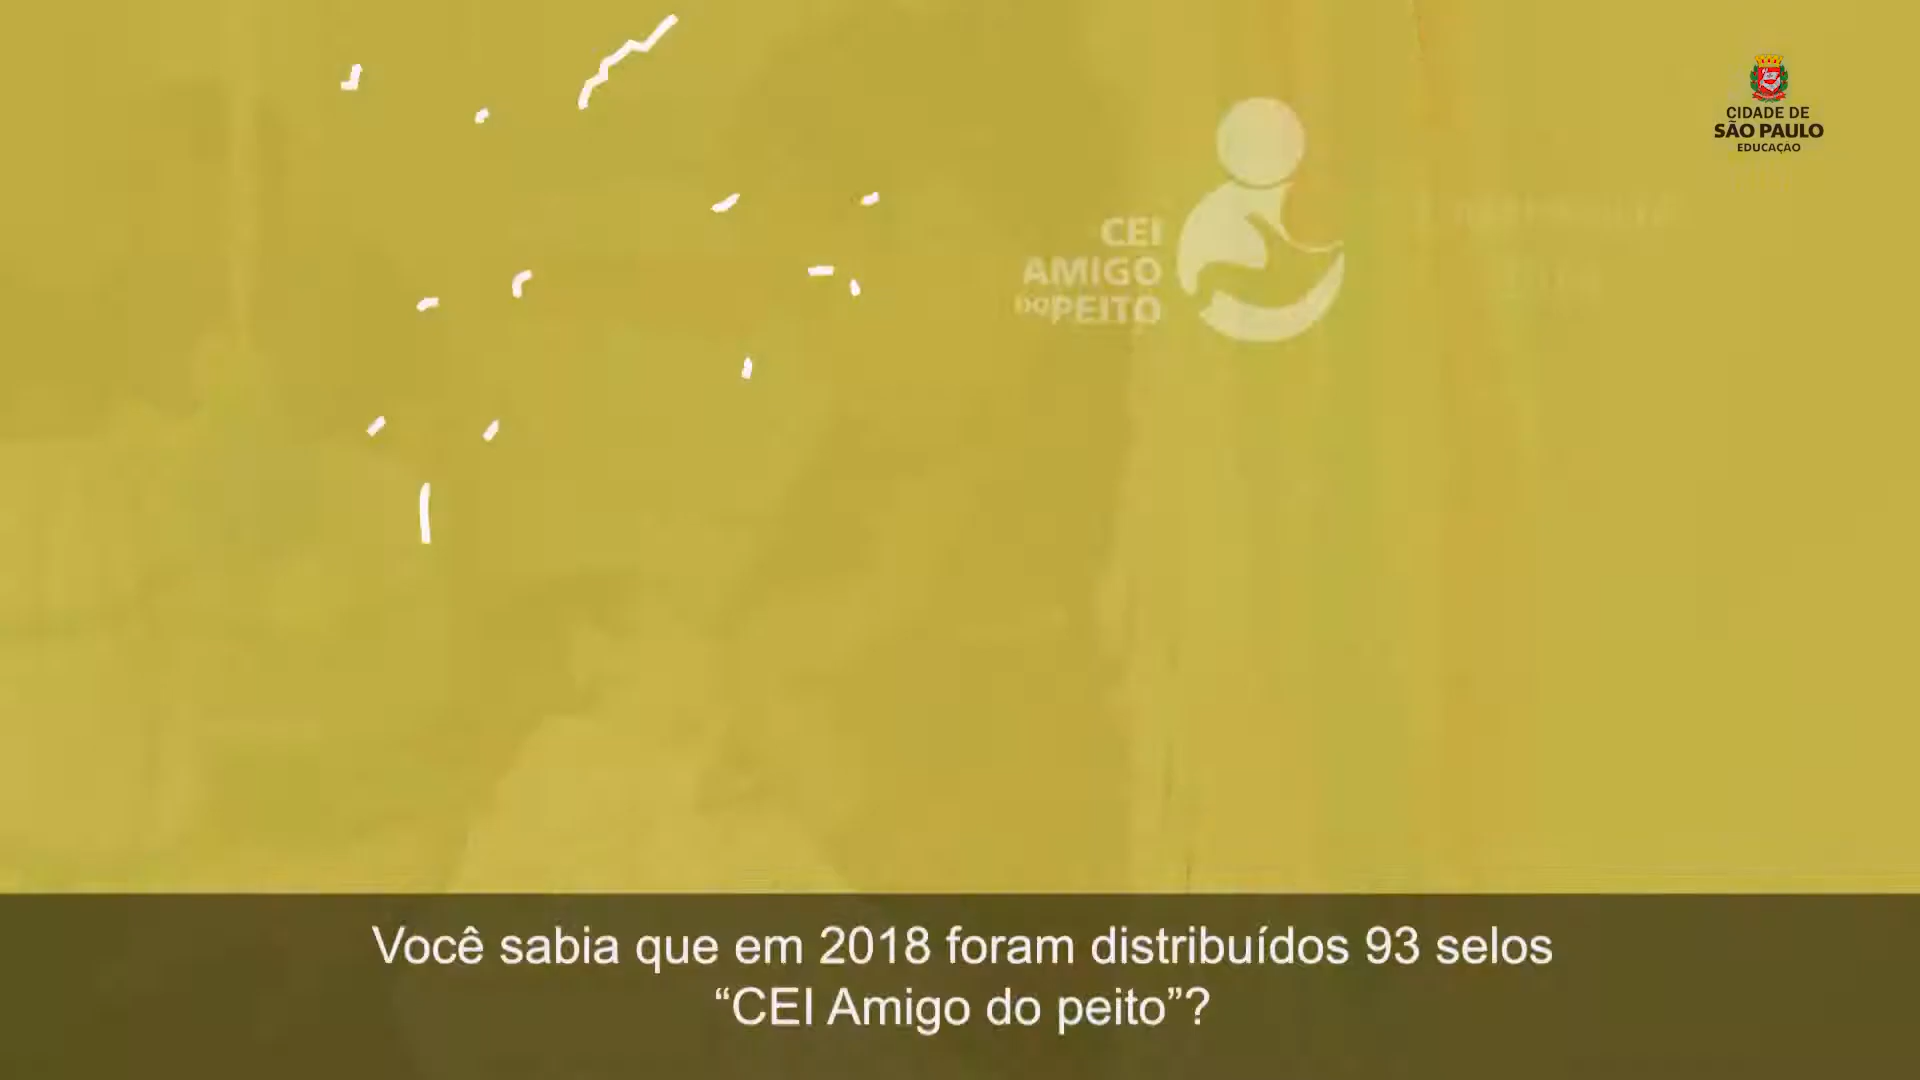 CIDADE DE
SÃO PAULO
EDUCAÇÃO
CEI
AMIGO
DO PEITO
Você sabia que em 2018 foram distribuídos 93 selos
“CEI Amigo do peito”?